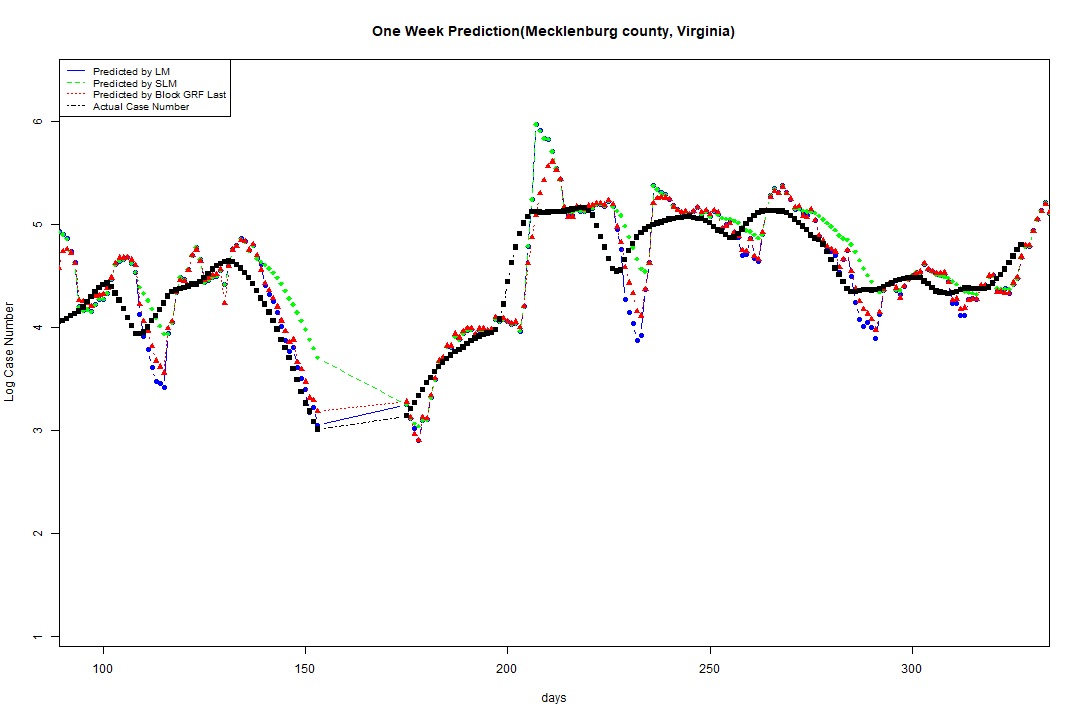 One Week Prediction(Mecklenburg county, Virginia)
Predicted by LM
Predicted by SLM
Predicted by Block GRF Last
Actual Case Number
6
5
4
3
2
1
Log Case Number
100 150 200 250 300
days